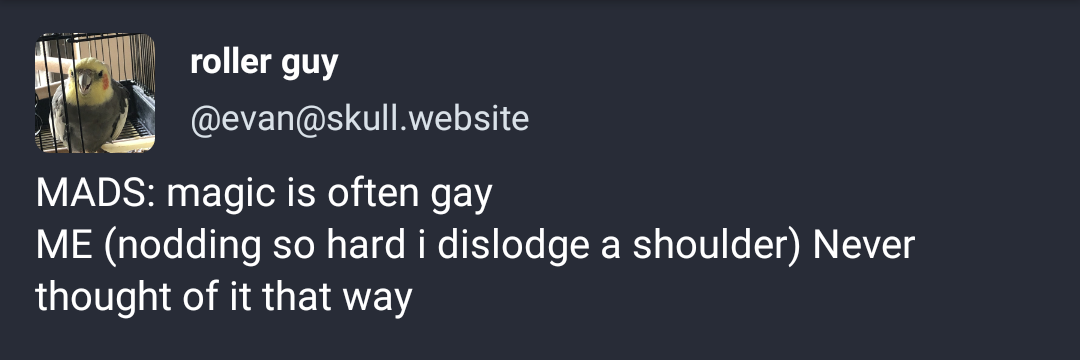 roller guy
@evan@skull.website
MADS: magic is often gay
ME (nodding so hard i dislodge a shoulder) Never
thought of it that way